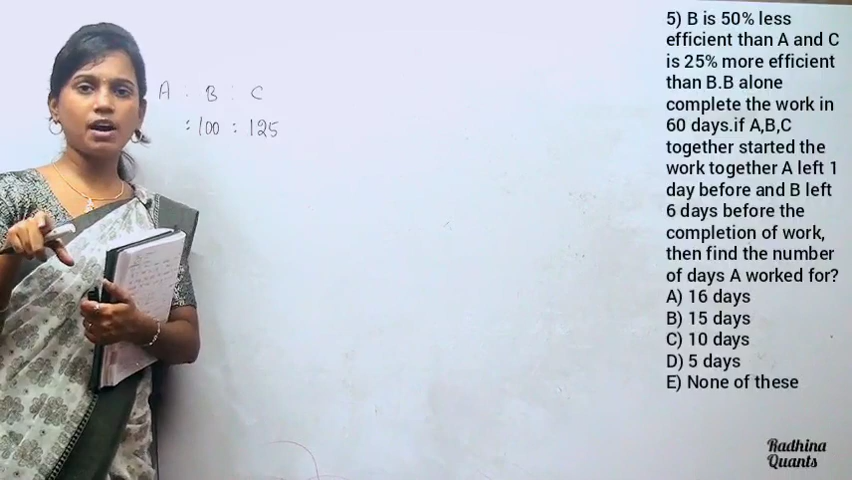 A : B : C
: 100 : 125
5) B is 50% less
efficient than A and C
is 25% more efficient
than B.B alone
complete the work in
60 days.if A,B,C
together started the
work together A left 1
day before and B left
6 days before the
completion of work,
then find the number
of days A worked for?
A) 16 days
B) 15 days
C) 10 days
D) 5 days
E) None of these
Radhina
Quants